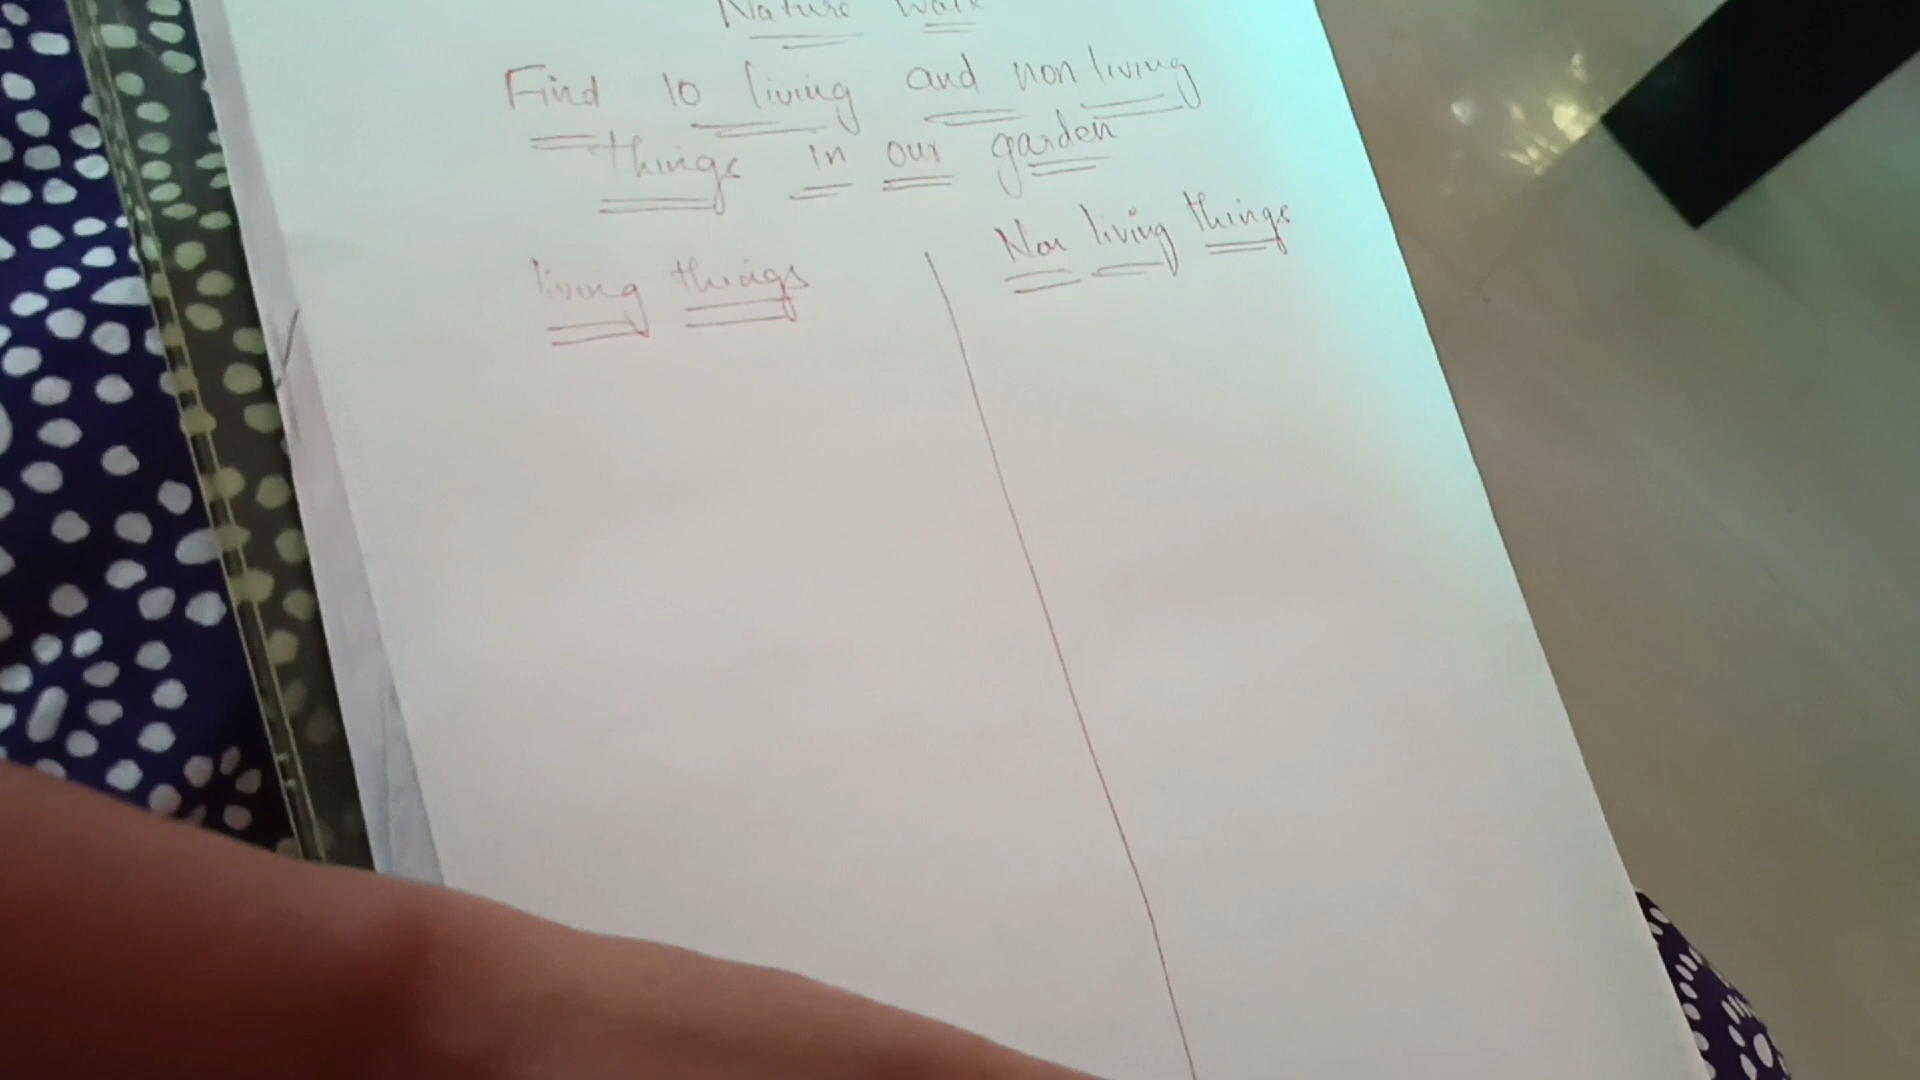 Nature Walk
Find 10 living and non living
things in our garden
living things
Non living things